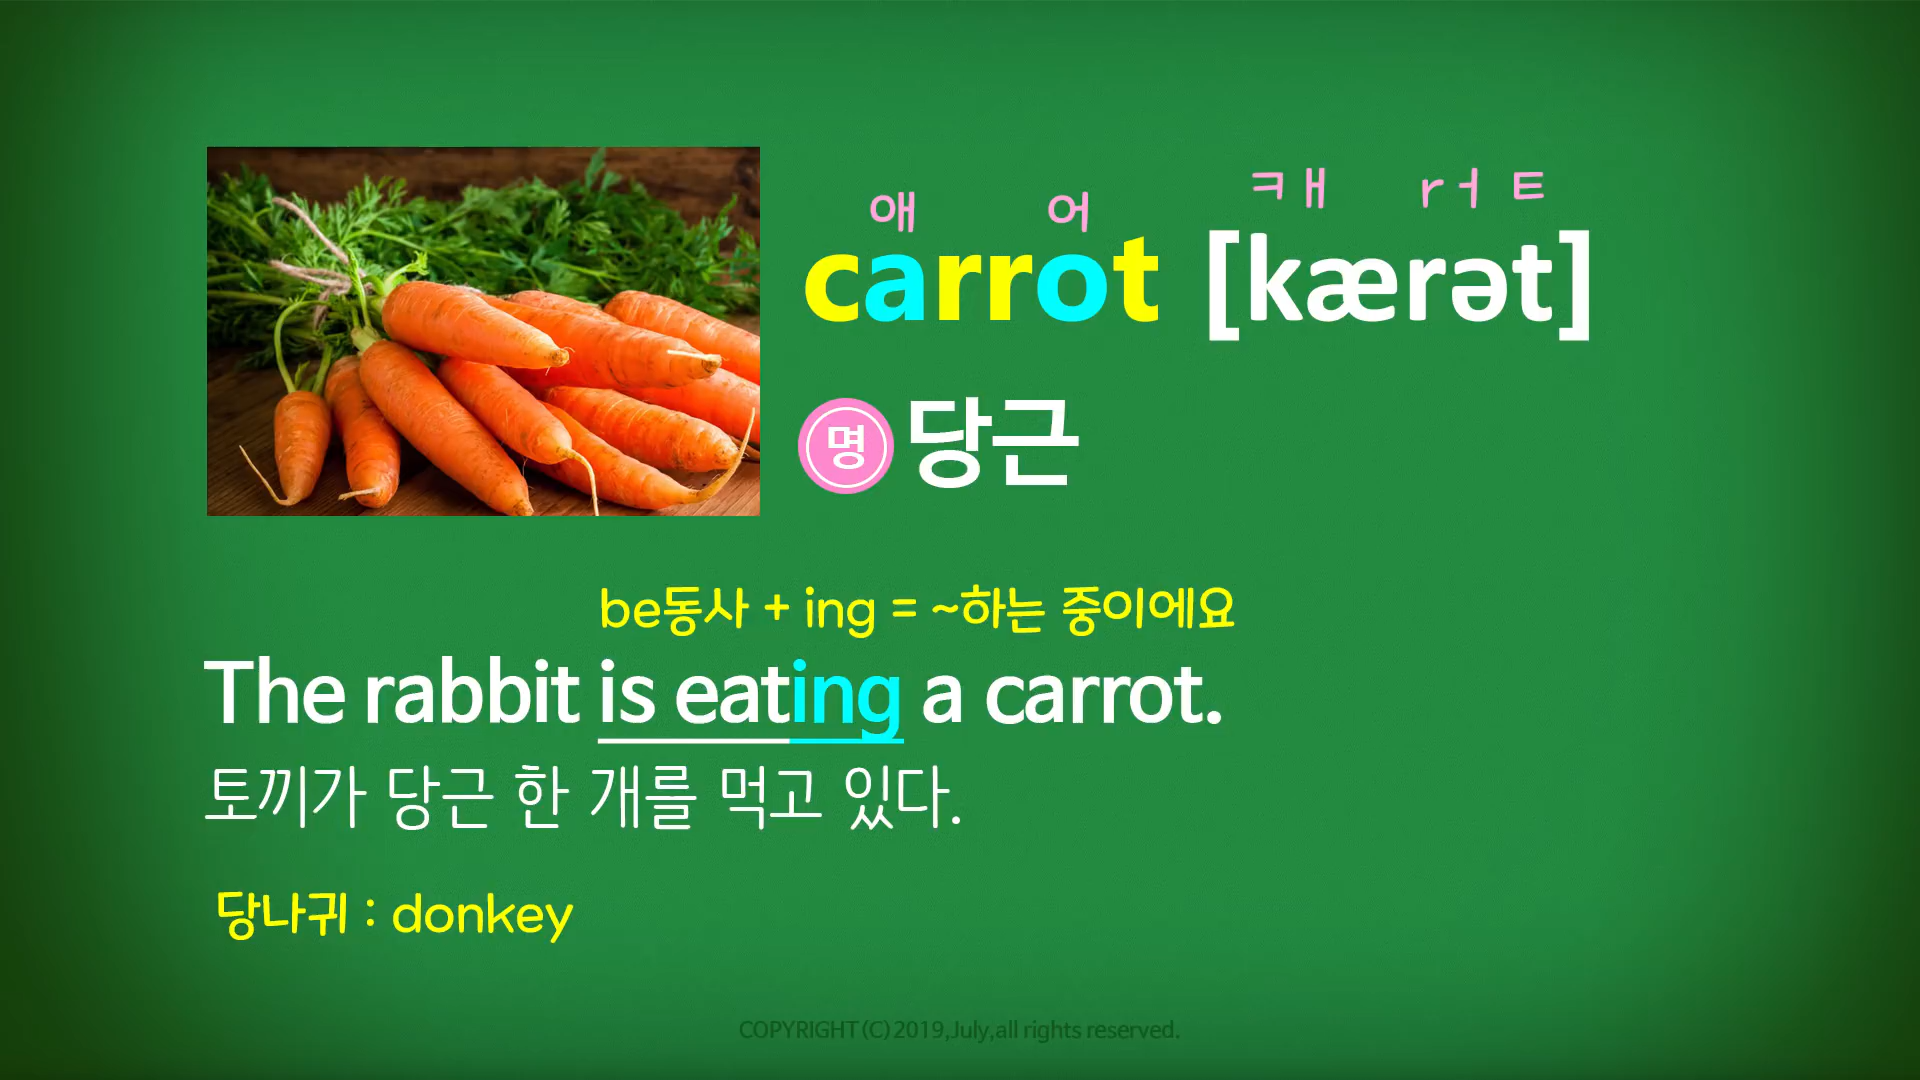 애 어
ㅋㅐ rㅓ ㅌ
carrot [kærət]
명 당근
be동사 + ing = ~하는 중이에요
The rabbit is eating a carrot.
토끼가 당근 한 개를 먹고 있다.
당나귀 : donkey
COPYRIGHT (C) 2019,July,all rights reserved.